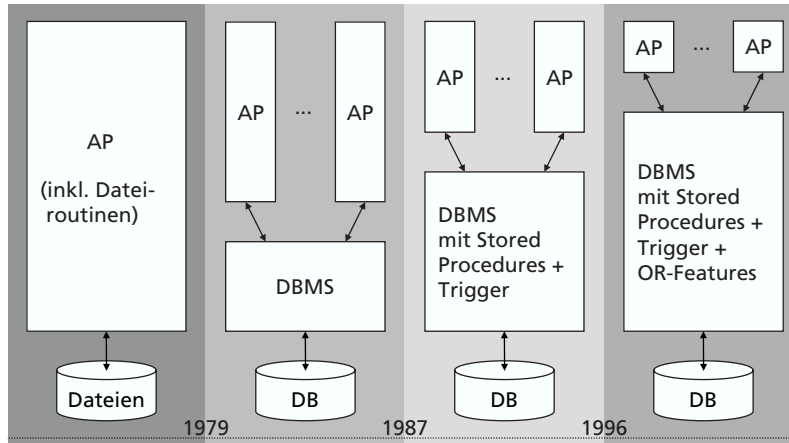 AP
(inkl. Datei-
routinen)
Dateien
AP ... AP
DBMS
DB
AP ... AP
DBMS
mit Stored
Procedures +
Trigger
DB
AP ... AP
DBMS
mit Stored
Procedures +
Trigger +
OR-Features
DB
1979 1987 1996